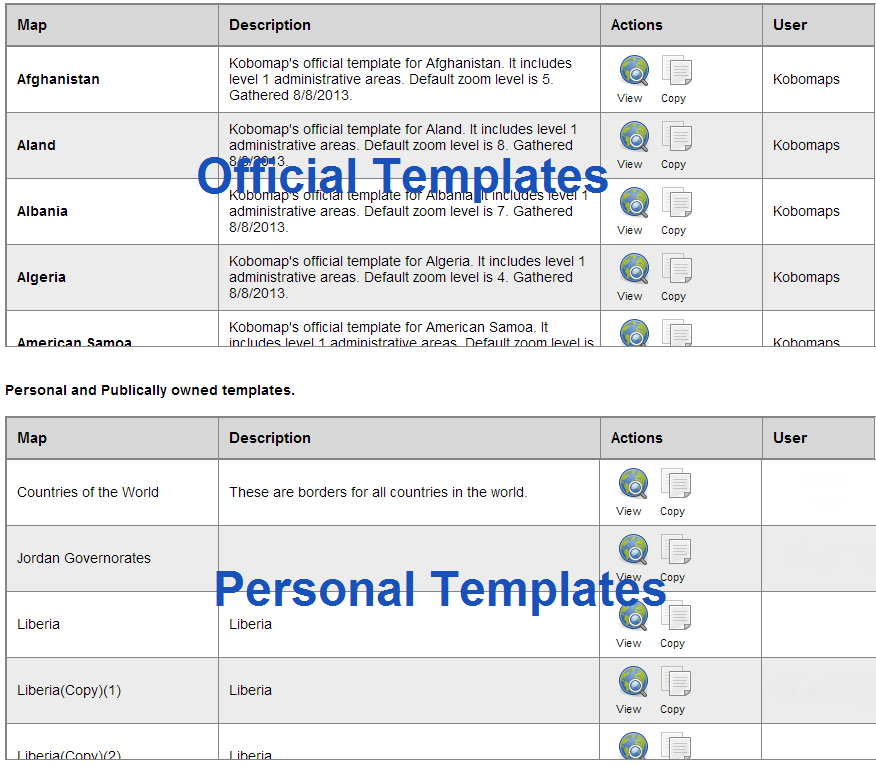 Map Description Actions User
Kobomap's official template for Afghanistan. It includes
Afghanistan level 1 administrative areas. Default zoom level is 5. Kobomaps
Gathered 8/8/2013.
View Copy
Kobomap's official template for Aland. It includes level 1
Aland administrative areas. Default zoom level is 8. Gathered Kobomaps
8/8/2013.
View Copy
Official Templates
Kobomap's official template for Albania. It includes level 1
Albania administrative areas. Default zoom level is 7. Gathered Kobomaps
8/8/2013.
View Copy
Kobomap's official template for Algeria. It includes level 1
Algeria administrative areas. Default zoom level is 4. Gathered Kobomaps
8/8/2013.
View Copy
Kobomap's official template for American Samoa. It
American Samoa includes level 1 administrative areas. Default zoom level is Kobomaps
Personal and Publically owned templates.
Map Description Actions User
Countries of the World These are borders for all countries in the world.
View Copy
Jordan Governorates
View Copy
Personal Templates
Liberia Liberia
View Copy
Liberia(Copy)(1) Liberia
View Copy
Liberia(Copy)(2) Liberia